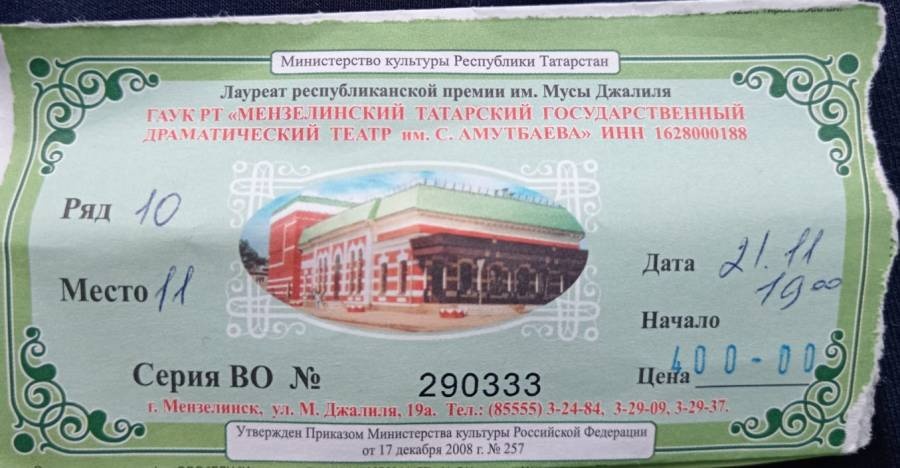 Министерство культуры Республики Татарстан
Лауреат республиканской премии им. Мусы Джалиля
ГАУК РТ «МЕНЗЕЛИНСКИЙ ТАТАРСКИЙ ГОСУДАРСТВЕННЫЙ
ДРАМАТИЧЕСКИЙ ТЕАТР им. С. АМУТБАЕВА» ИНН 1628000188
Ряд 10
Место 11
Дата 21.11
19 00
Начало
Цена 400-00
Серия ВО № 290333
г. Мензелинск, ул. М. Джалиля, 19а. Тел.: (85555) 3-24-84, 3-29-09, 3-29-37.
Утвержден Приказом Министерства культуры Российской Федерации
от 17 декабря 2008 г. № 257